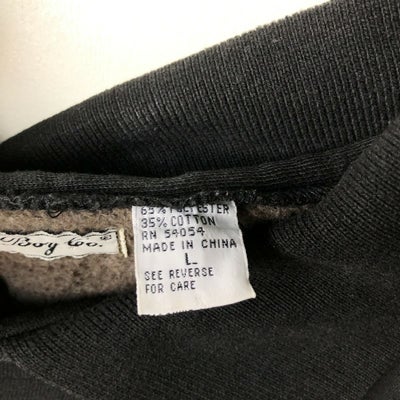 Boy Co.
65% POLYESTER
35% COTTON
RN 54054
MADE IN CHINA
L
SEE REVERSE
FOR CARE